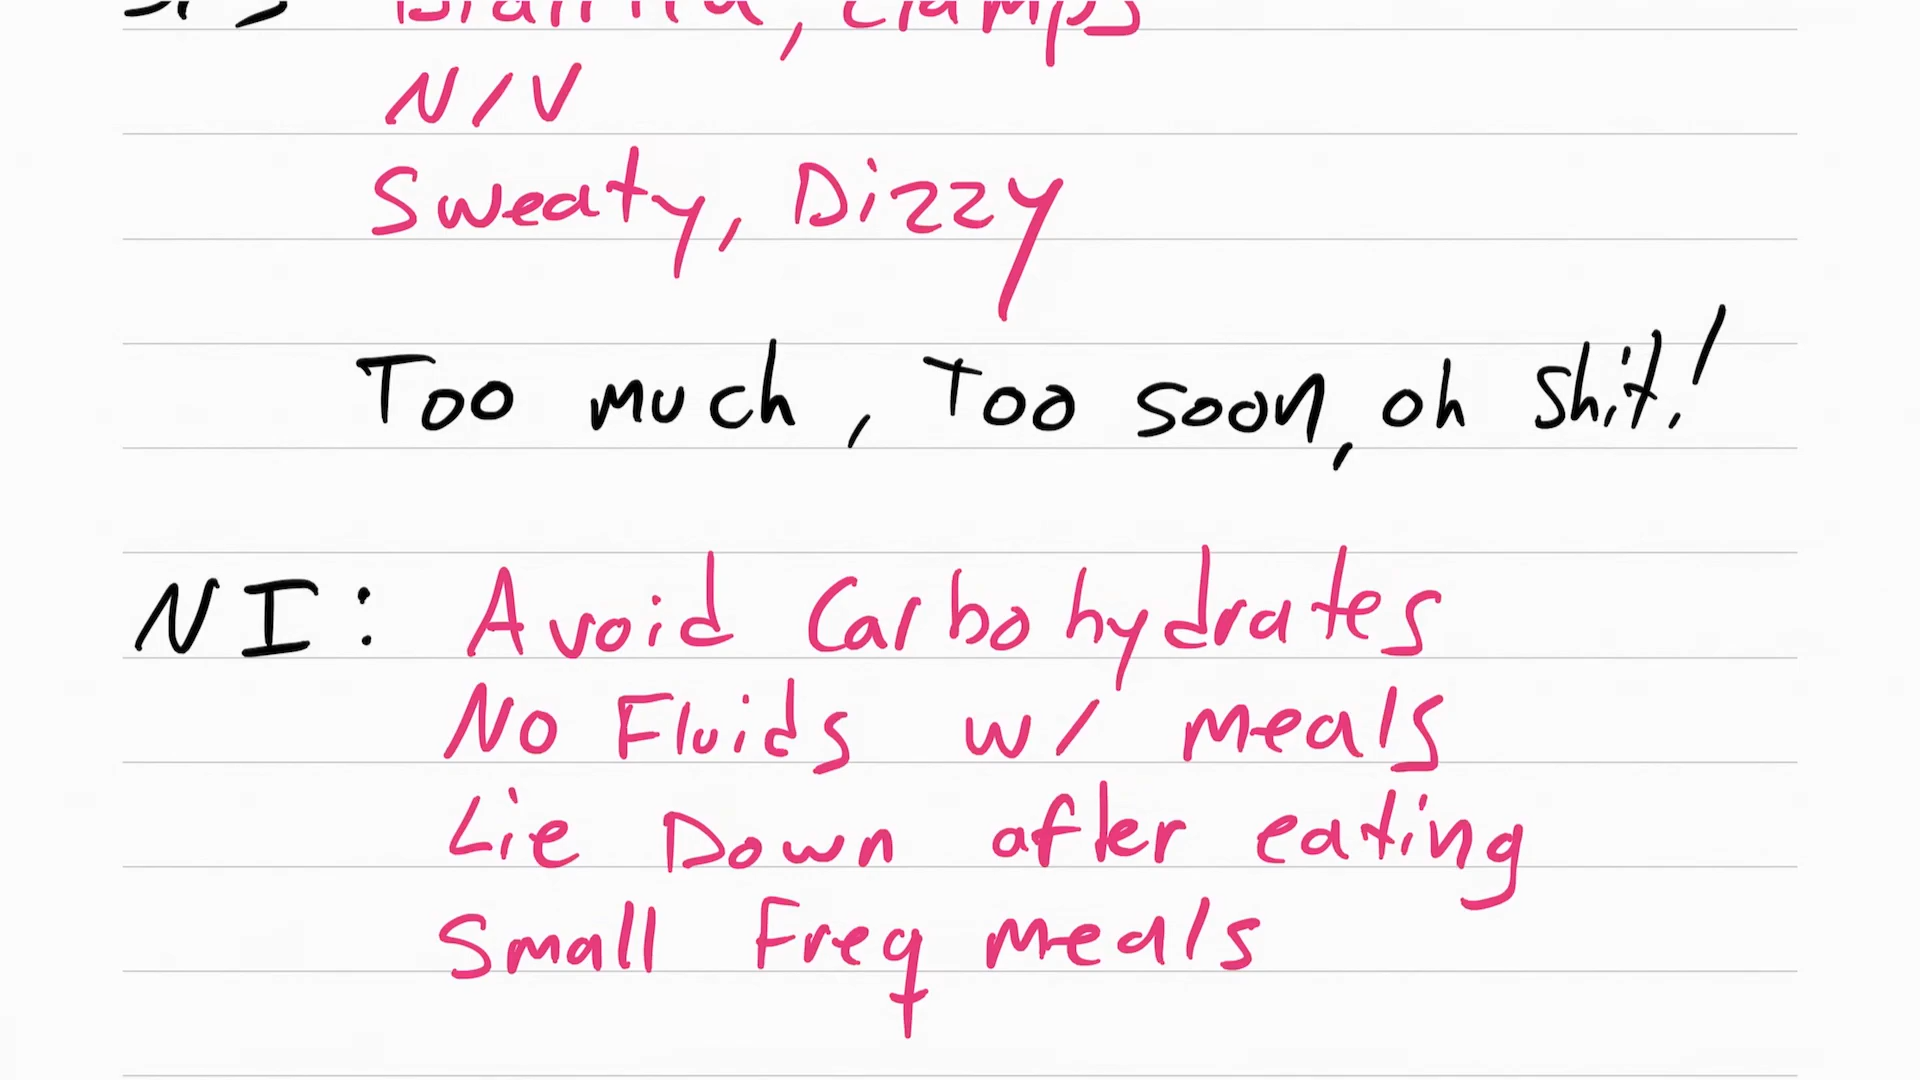 N/V
Sweaty, Dizzy
Too much, Too soon, oh shit!
NI: Avoid Carbohydrates
No Fluids w/ meals
Lie Down after eating
Small Freq meals